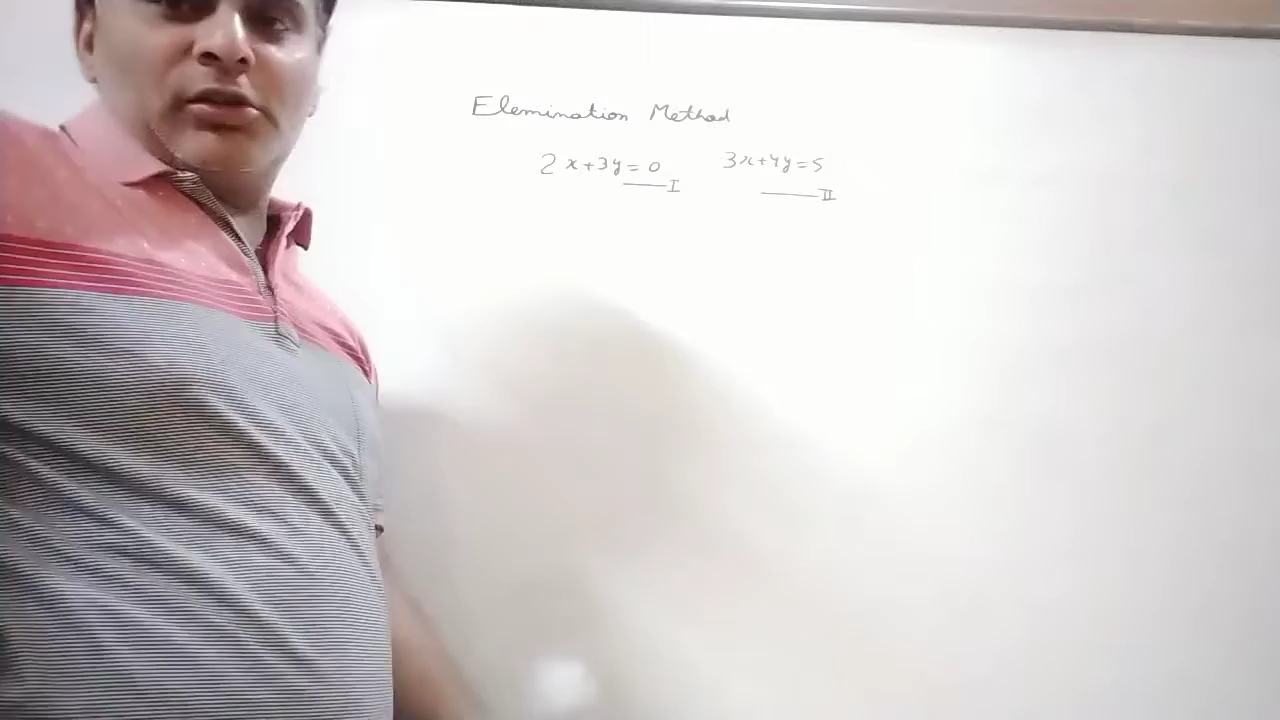 Elemination Method
2x+3y=0 3x+4y=5
——I ——II